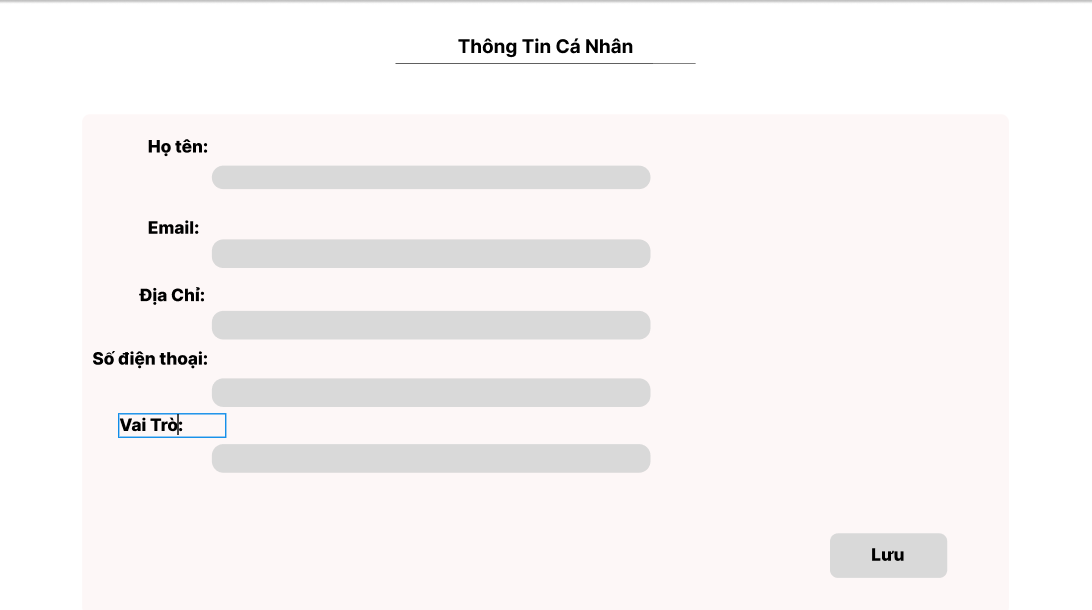 Thông Tin Cá Nhân
Họ tên:
Email:
Địa Chỉ:
Số điện thoại:
Vai Trò:
Lưu